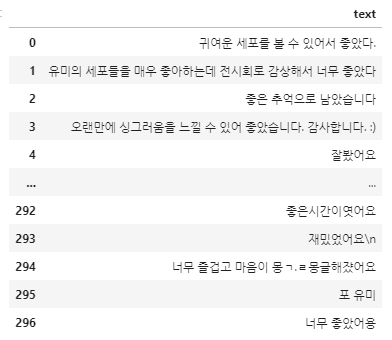 text
0 귀여운 세포를 볼 수 있어서 좋았다.
1 유미의 세포들을 매우 좋아하는데 전시회로 감상해서 너무 좋았다
2 좋은 추억으로 남았습니다
3 오랜만에 싱그러움을 느낄 수 있어 좋았습니다. 감사합니다. :)
4 잘봤어요
... ...
292 좋은시간이엿어요
293 재밌었어요\n
294 너무 즐겁고 마음이 몽ㄱ.ㄹ몽글해졌어요
295 포 유미
296 너무 좋았어용